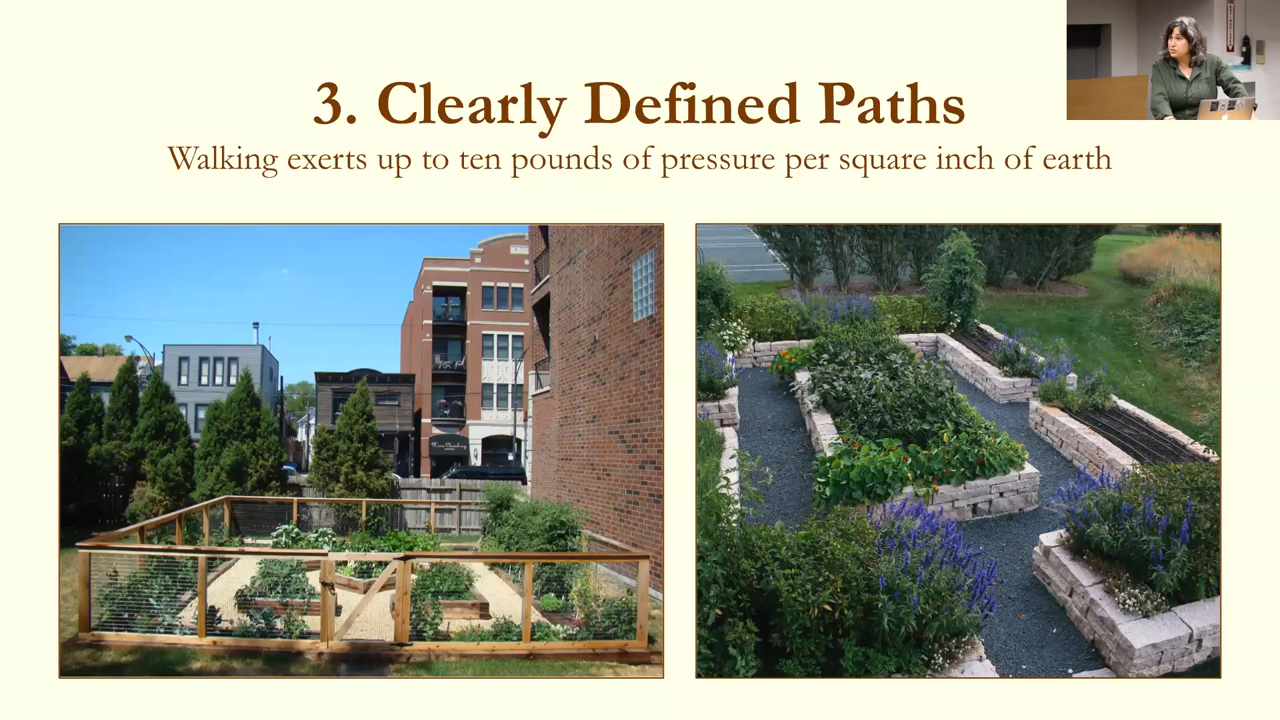 3. Clearly Defined Paths
Walking exerts up to ten pounds of pressure per square inch of earth